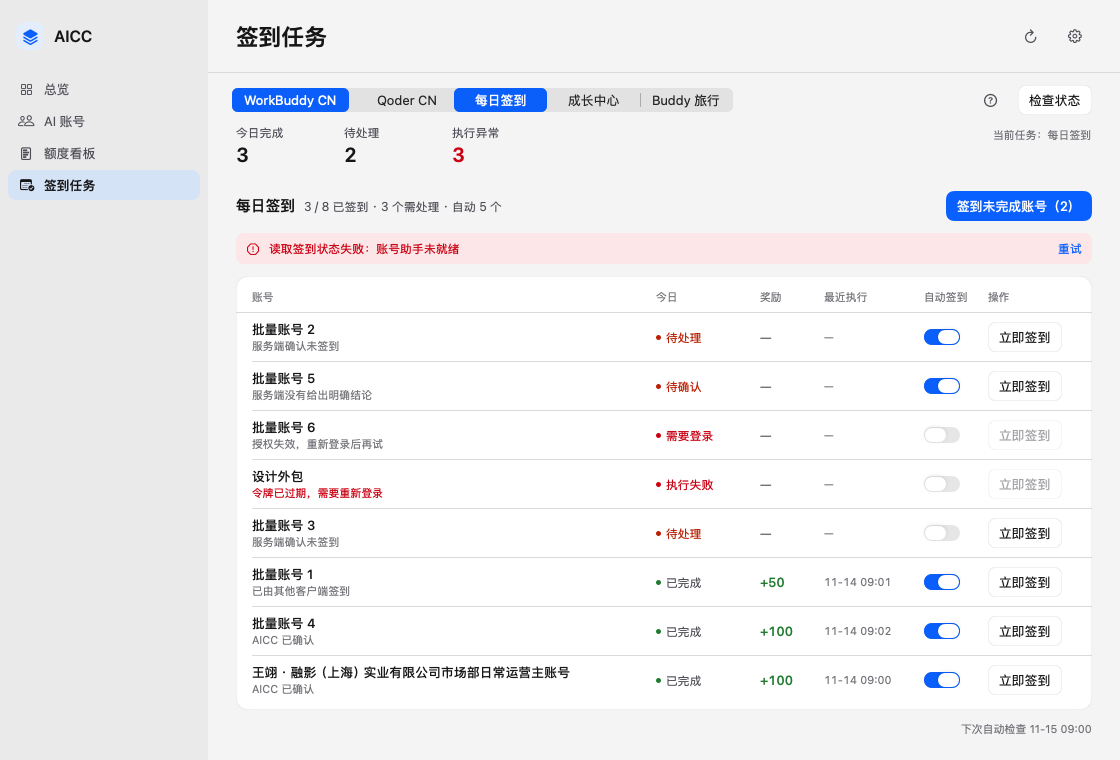 AICC
签到任务
总览
AI 账号
额度看板
签到任务
WorkBuddy CN
Qoder CN
每日签到
成长中心
Buddy 旅行
检查状态
今日完成
待处理
执行异常
当前任务：每日签到
3
2
3
每日签到
3 / 8 已签到 · 3 个需处理 · 自动 5 个
签到未完成账号（2）
读取签到状态失败：账号助手未就绪
重试
账号
今日
奖励
最近执行
自动签到
操作
批量账号 2
服务端确认未签到
待处理
—
—
立即签到
批量账号 5
服务端没有给出明确结论
待确认
—
—
立即签到
批量账号 6
授权失效，重新登录后再试
需要登录
—
—
立即签到
设计外包
令牌已过期，需要重新登录
执行失败
—
—
立即签到
批量账号 3
服务端确认未签到
待处理
—
—
立即签到
批量账号 1
已由其他客户端签到
已完成
+50
11-14 09:01
立即签到
批量账号 4
AICC 已确认
已完成
+100
11-14 09:02
立即签到
王翊 · 融影（上海）实业有限公司市场部日常运营主账号
AICC 已确认
已完成
+100
11-14 09:00
立即签到
下次自动检查 11-15 09:00